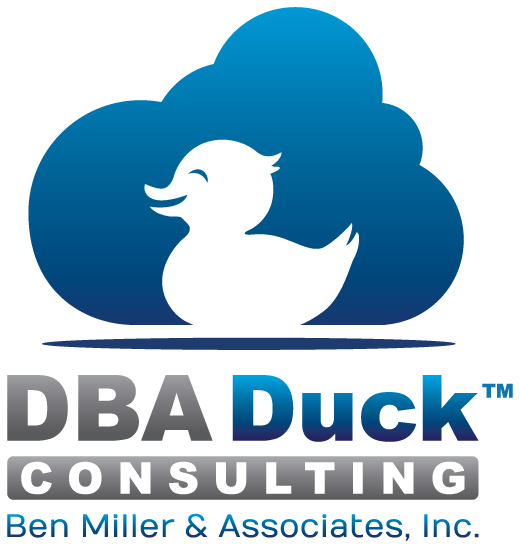 DBA Duck™
CONSULTING
Ben Miller & Associates, Inc.